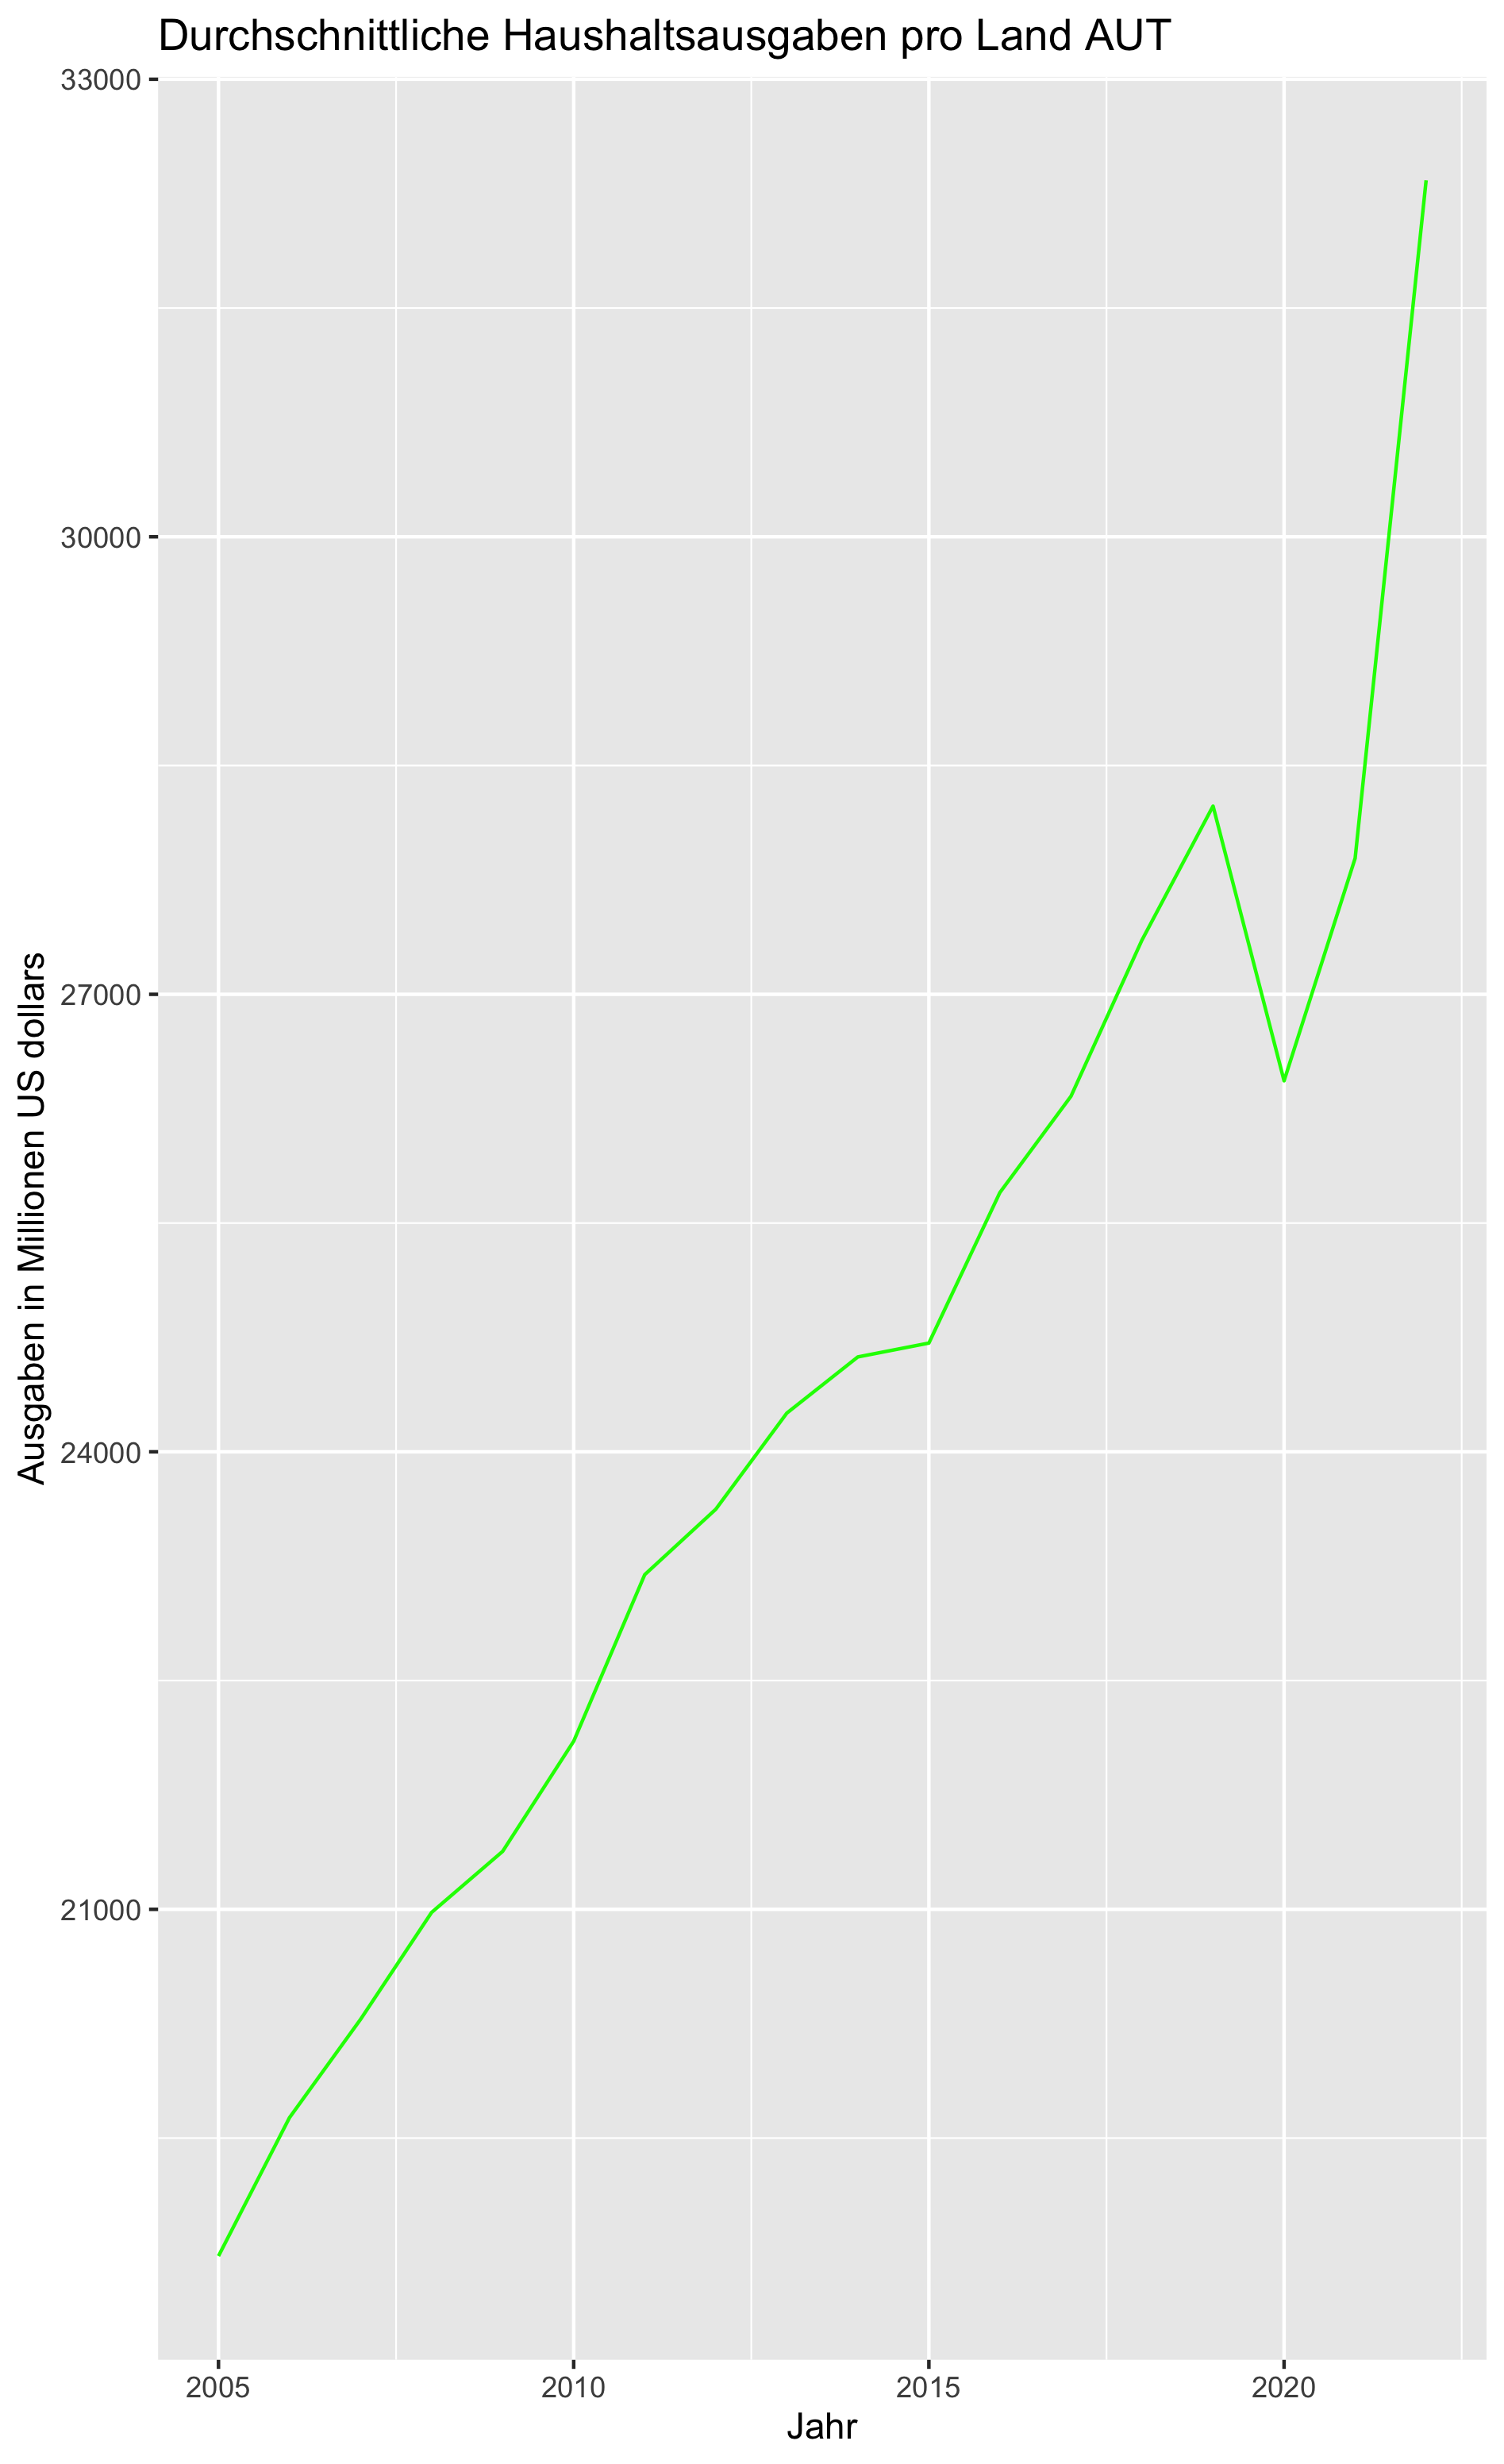 Durchschnittliche Haushaltsausgaben pro Land AUT
Ausgaben in Millionen US dollars
33000
30000
27000
24000
21000
2005 2010 2015 2020
Jahr